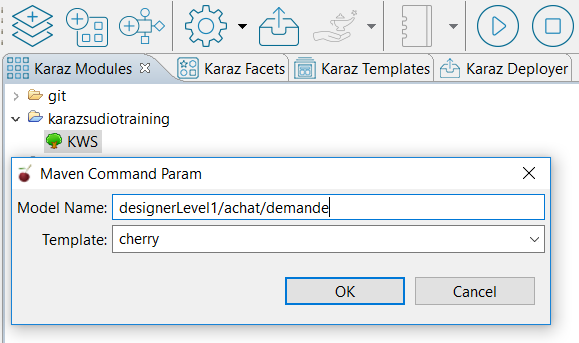 Karaz Modules Karaz Facets Karaz Templates Karaz Deployer
git
karazsudiotraining
KWS
Maven Command Param
Model Name: designerLevel1/achat/demande
Template: cherry
OK Cancel